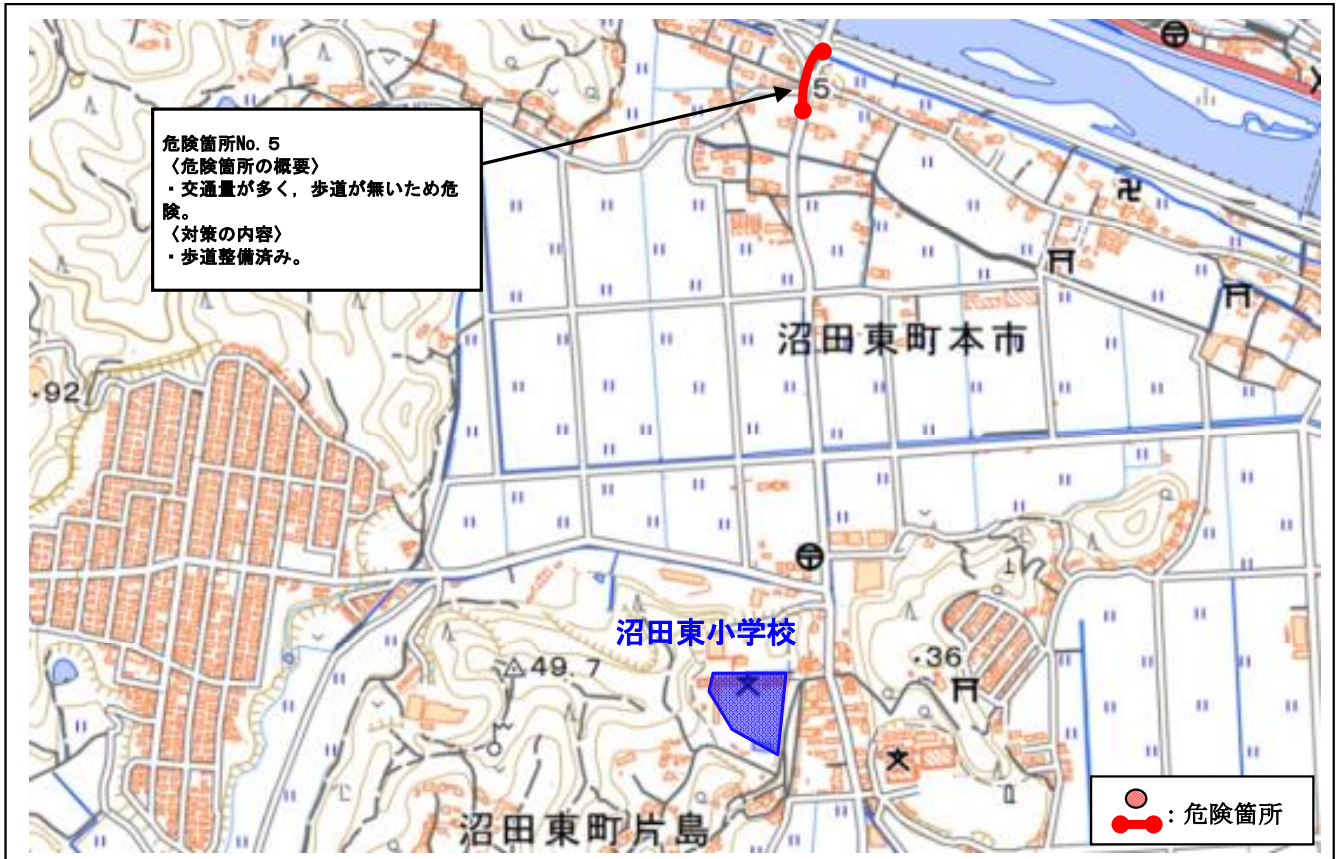 危険箇所No. 5
〈危険箇所の概要〉
・交通量が多く，歩道が無いため危
険。
〈対策の内容〉
・歩道整備済み。
5
沼田東町本市
・92
沼田東小学校
49.7
・36
沼田東町片島
：危険箇所